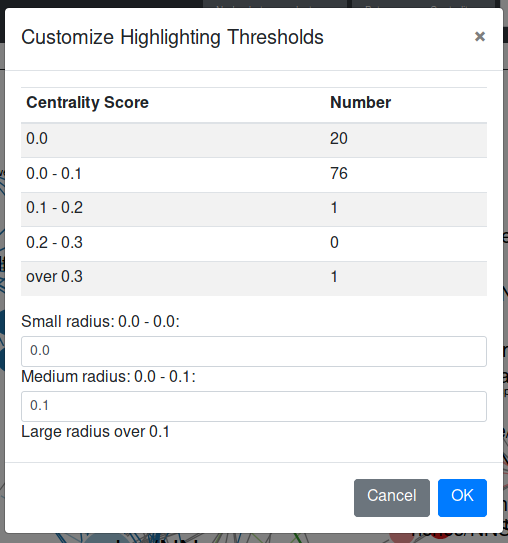 Customize Highlighting Thresholds ×
Centrality Score Number
0.0 20
0.0 - 0.1 76
0.1 - 0.2 1
0.2 - 0.3 0
over 0.3 1
Small radius: 0.0 - 0.0:
0.0
Medium radius: 0.0 - 0.1:
0.1
Large radius over 0.1
Cancel OK